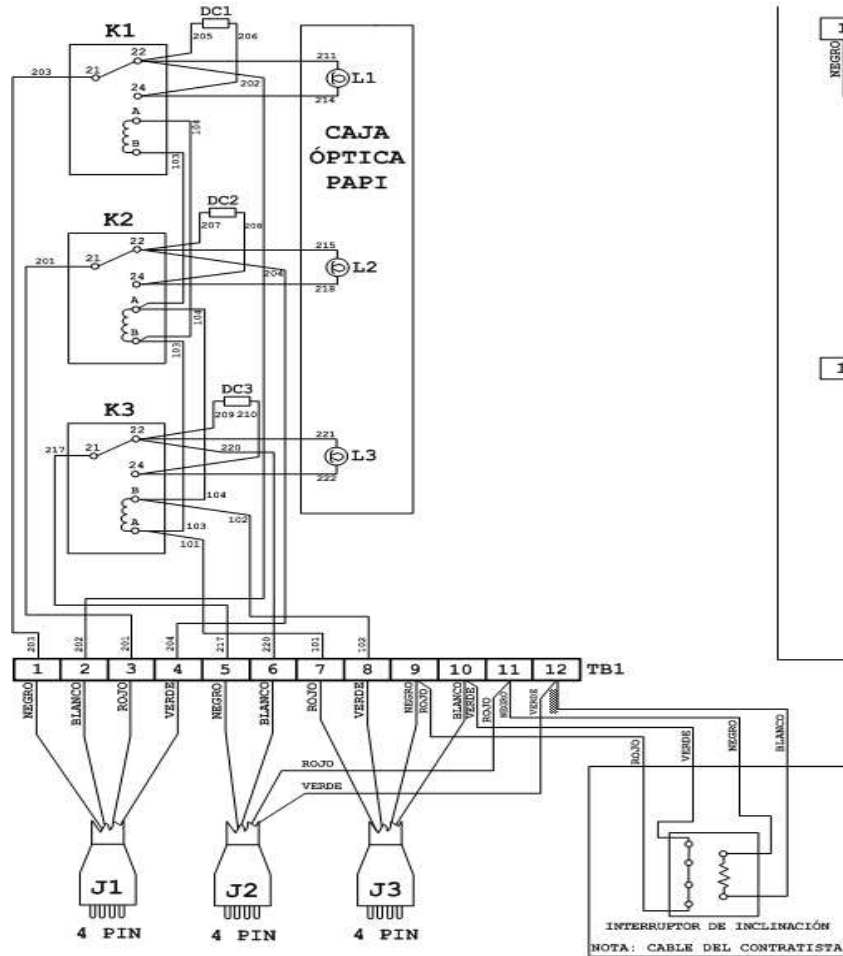 DC1
K1
205 206
22
211
203
21
202
L1
24
214
A
104
B
103
CAJA
ÓPTICA
PAPI
DC2
K2
207 208
22
215
201
21
204
L2
24
218
A
104
B
103
DC3
K3
209 210
22
221
217
21
220
L3
24
222
B
104
102
A
103
101
203 202 201 204 217 220 101 102
1 2 3 4 5 6 7 8 9 10 11 12 TB1
NEGRO BLANCO ROJO VERDE NEGRO BLANCO ROJO VERDE NEGRO ROJO BLANCO VERDE ROJO NEGRO VERDE
ROJO VERDE NEGRO BLANCO
ROJO
VERDE
J1 J2 J3
4 PIN 4 PIN 4 PIN
INTERRUPTOR DE INCLINACIÓN
NOTA: CABLE DEL CONTRATISTA
1
NEGRO
1